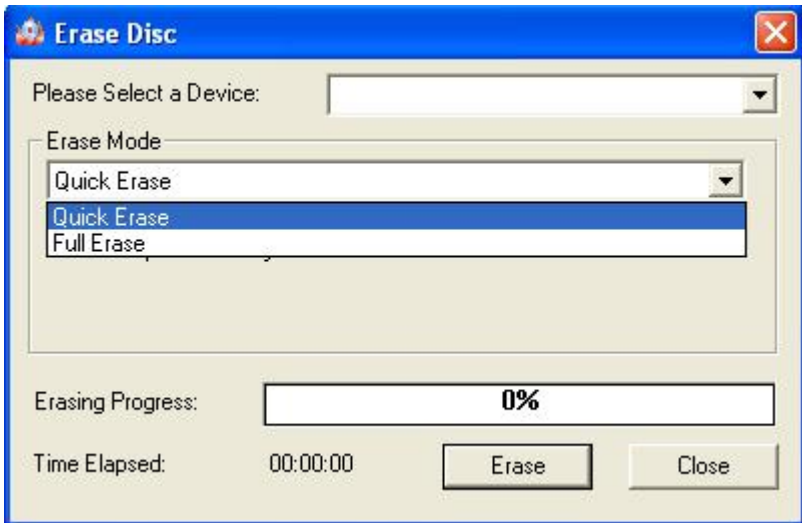 Erase Disc
Please Select a Device:
Erase Mode
Quick Erase
Quick Erase
Full Erase
Erasing Progress: 0%
Time Elapsed: 00:00:00 Erase Close